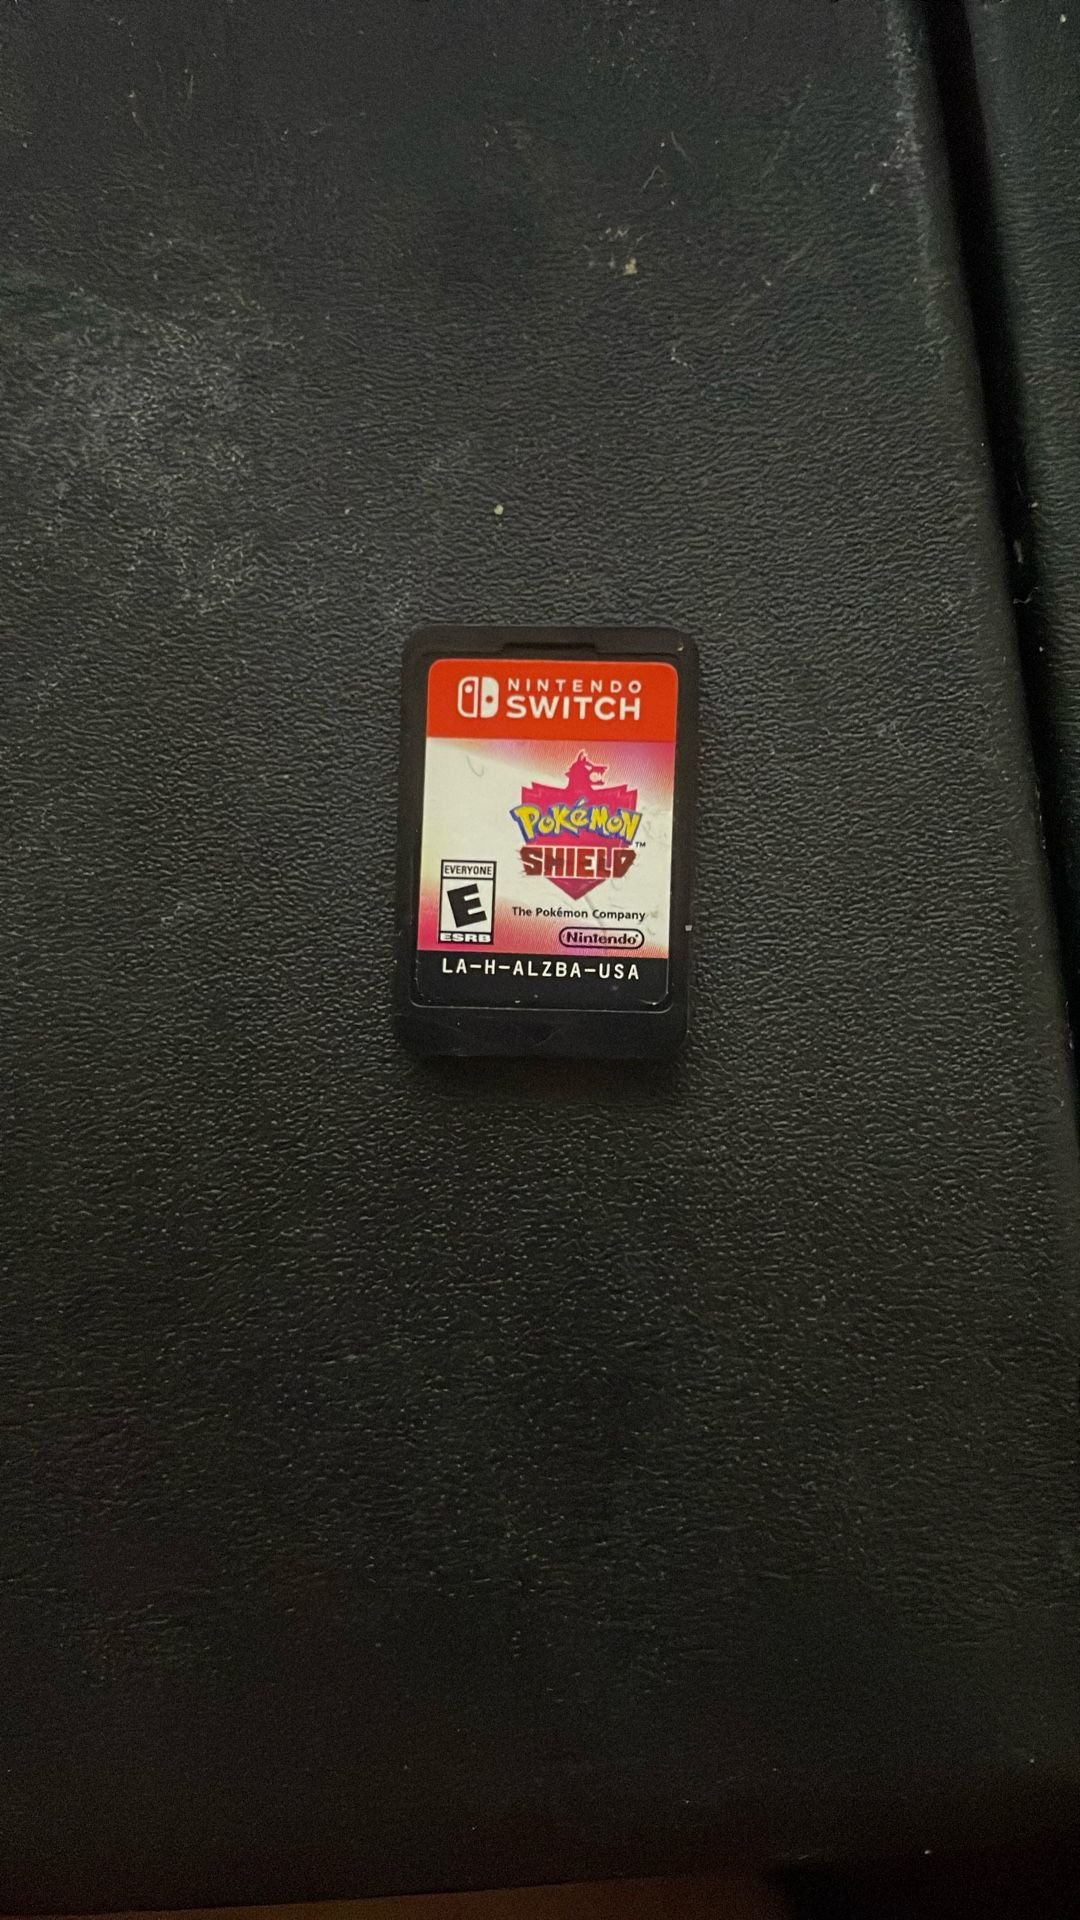 NINTENDO
SWITCH
POKéMON
TM
SHIELD
EVERYONE
E
ESRB
The Pokémon Company
Nintendo
LA-H-ALZBA-USA